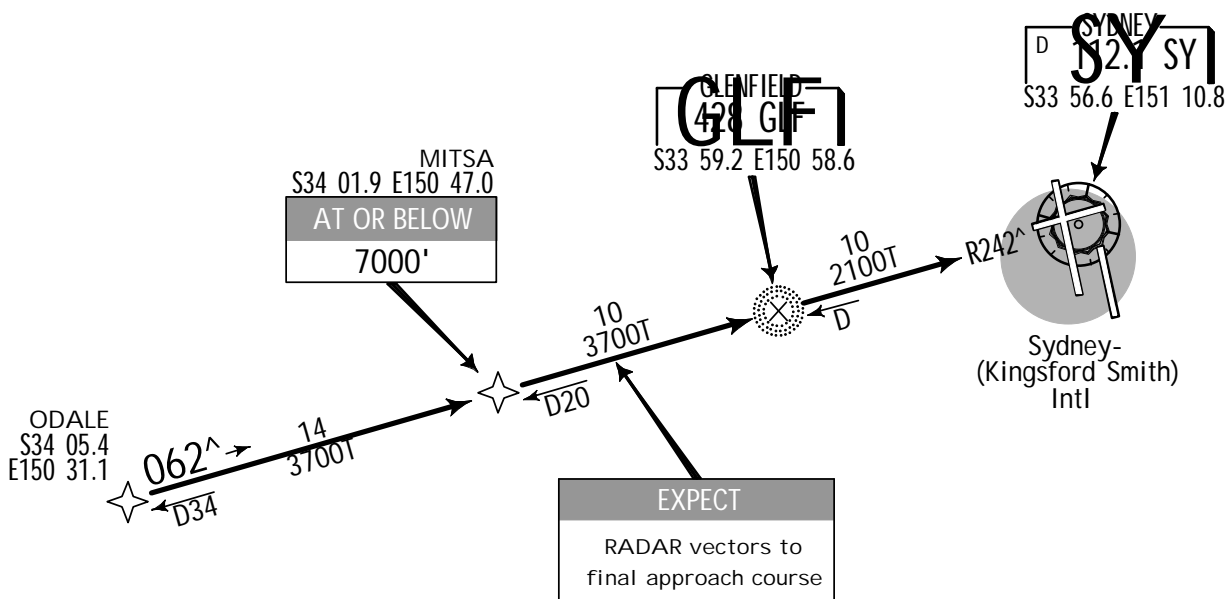 SYDNEY
D 112.1 SY
SY
S33 56.6 E151 10.8
GLENFIELD
428 GLF
GLF
S33 59.2 E150 58.6
MITSA
S34 01.9 E150 47.0
AT OR BELOW
7000'
10
2100T
R242^
D
10
3700T
D20
Sydney-
(Kingsford Smith)
Intl
ODALE
S34 05.4
E150 31.1
062^
14
3700T
D34
EXPECT
RADAR vectors to
final approach course